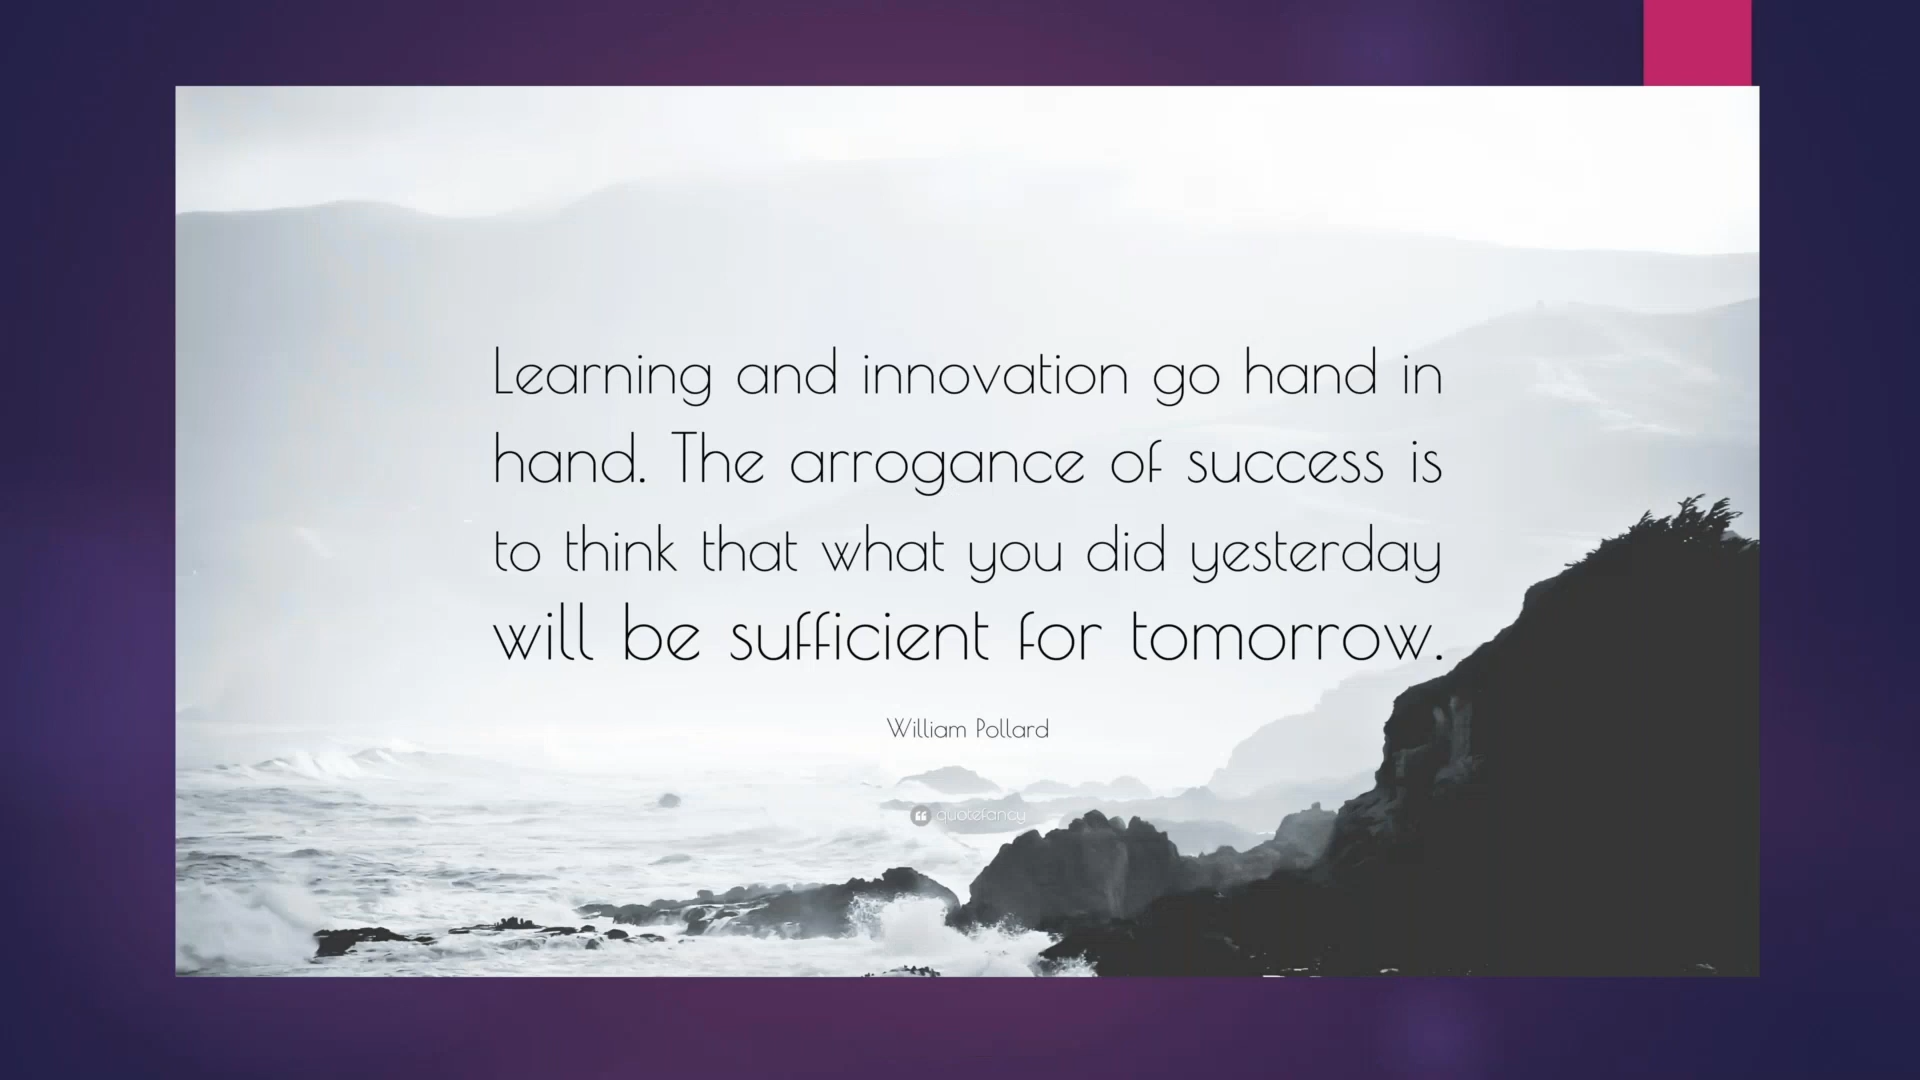 Learning and innovation go hand in
hand. The arrogance of success is
to think that what you did yesterday
will be sufficient for tomorrow.
William Pollard
quotefancy